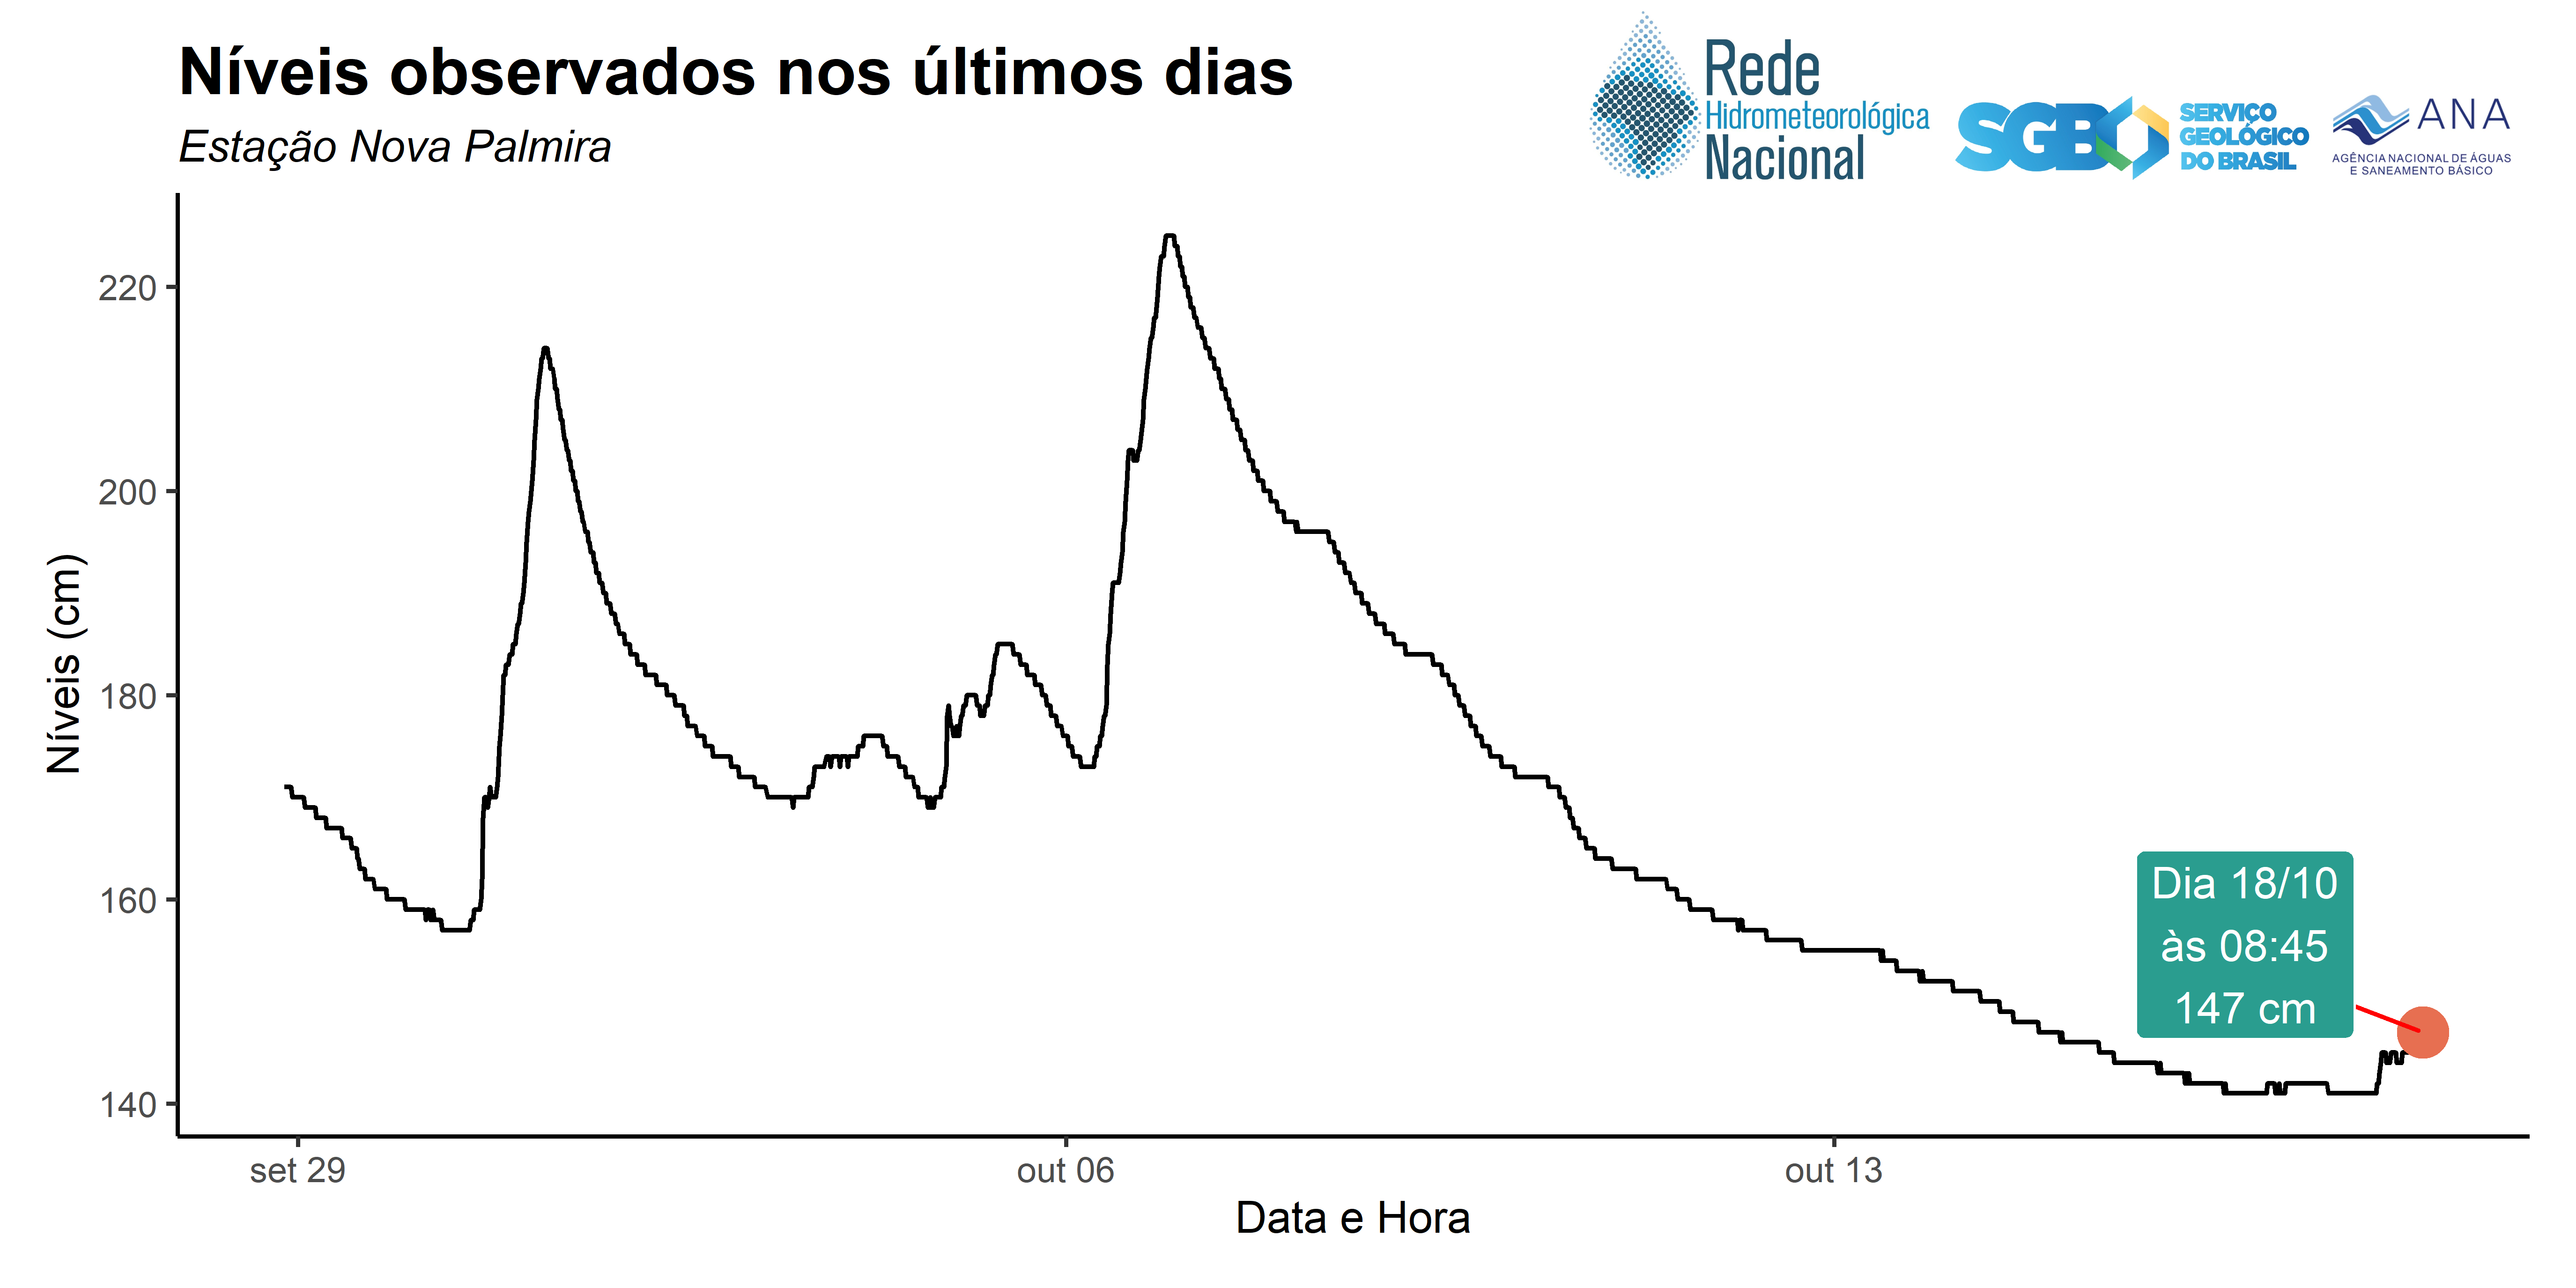 Níveis observados nos últimos dias
Estação Nova Palmira
Rede
Hidrometeorológica
Nacional
SGB
SERVIÇO
GEOLÓGICO
DO BRASIL
ANA
AGÊNCIA NACIONAL DE ÁGUAS
E SANEAMENTO BÁSICO
Níveis (cm)
220
200
180
160
140
Dia 18/10
às 08:45
147 cm
set 29
out 06
out 13
Data e Hora